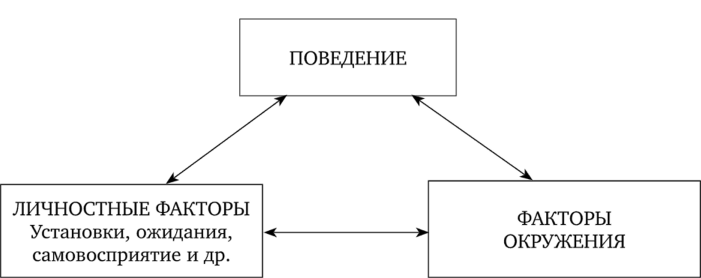 ПОВЕДЕНИЕ
ЛИЧНОСТНЫЕ ФАКТОРЫ
Установки, ожидания,
самовосприятие и др.
ФАКТОРЫ
ОКРУЖЕНИЯ